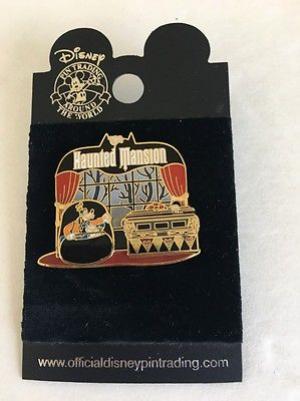 Disney
PIN TRADING
AROUND
THE WORLD
Haunted Mansion
www.officialdisneypintrading.com